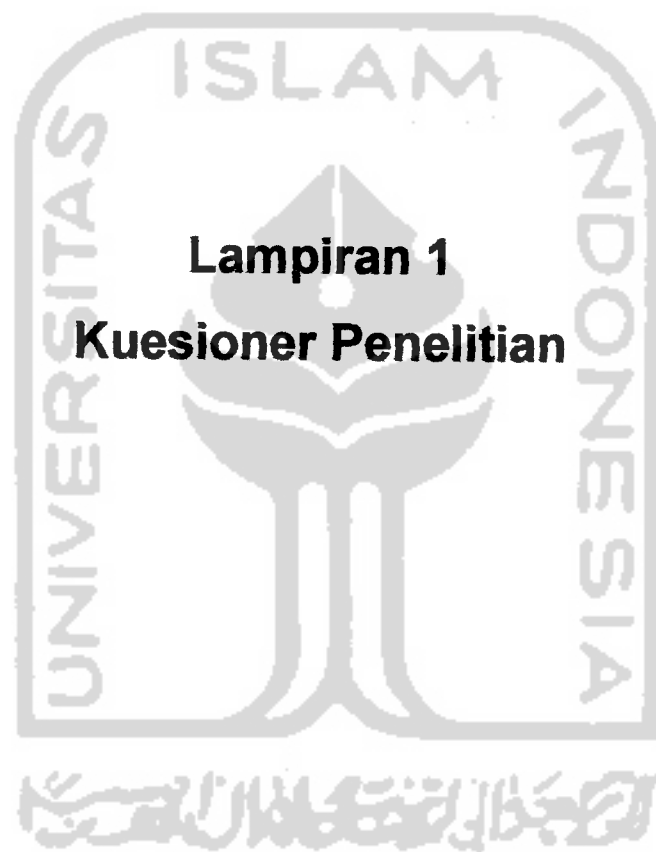 UNIVERSITAS
ISLAM
INDONESIA
Lampiran 1
Kuesioner Penelitian